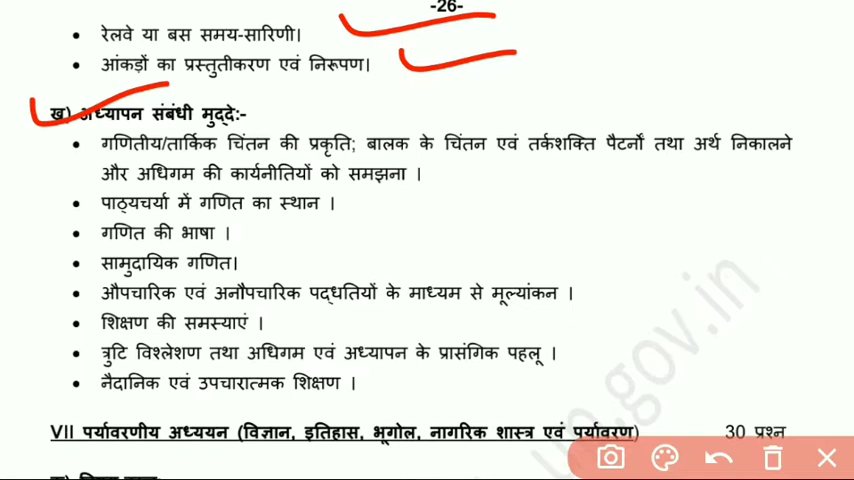 -26-
• रेलवे या बस समय-सारिणी।
• आंकड़ों का प्रस्तुतीकरण एवं निरूपण।
ख) अध्यापन संबंधी मुद्दे:-
• गणितीय/तार्किक चिंतन की प्रकृति; बालक के चिंतन एवं तर्कशक्ति पैटर्नों तथा अर्थ निकालने
और अधिगम की कार्यनीतियों को समझना ।
• पाठ्यचर्या में गणित का स्थान ।
• गणित की भाषा ।
• सामुदायिक गणित।
• औपचारिक एवं अनौपचारिक पद्धतियों के माध्यम से मूल्यांकन ।
• शिक्षण की समस्याएं ।
• त्रुटि विश्लेशण तथा अधिगम एवं अध्यापन के प्रासंगिक पहलू ।
• नैदानिक एवं उपचारात्मक शिक्षण ।
VII पर्यावरणीय अध्ययन (विज्ञान, इतिहास, भूगोल, नागरिक शास्त्र एवं पर्यावरण) 30 प्रश्न
.gov.in